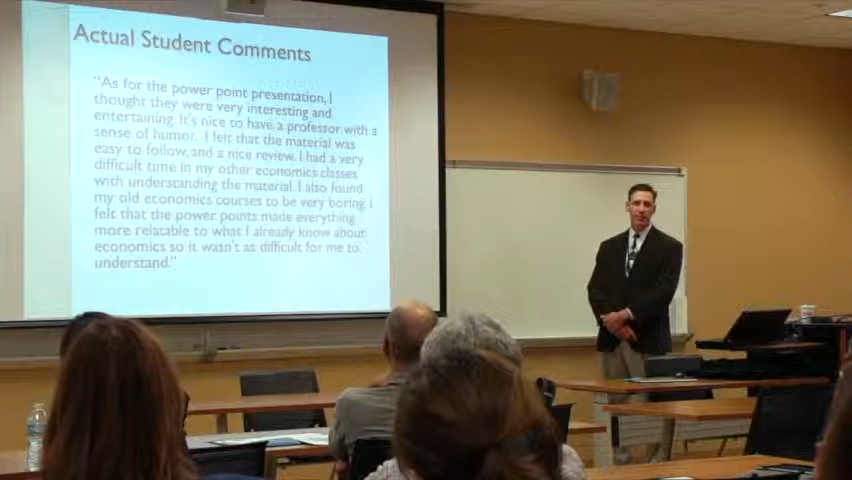 Actual Student Comments
"As for the power point presentation, I
thought they were very interesting and
entertaining. It's nice to have a professor with a
sense of humor. I felt that the material was
easy to follow, and a nice review. I had a very
difficult time in my other economics classes
with understanding the material. I also found
my old economics courses to be very boring. I
felt that the power points made everything
more relatable to what I already know about
economics so it wasn't as difficult for me to
understand."